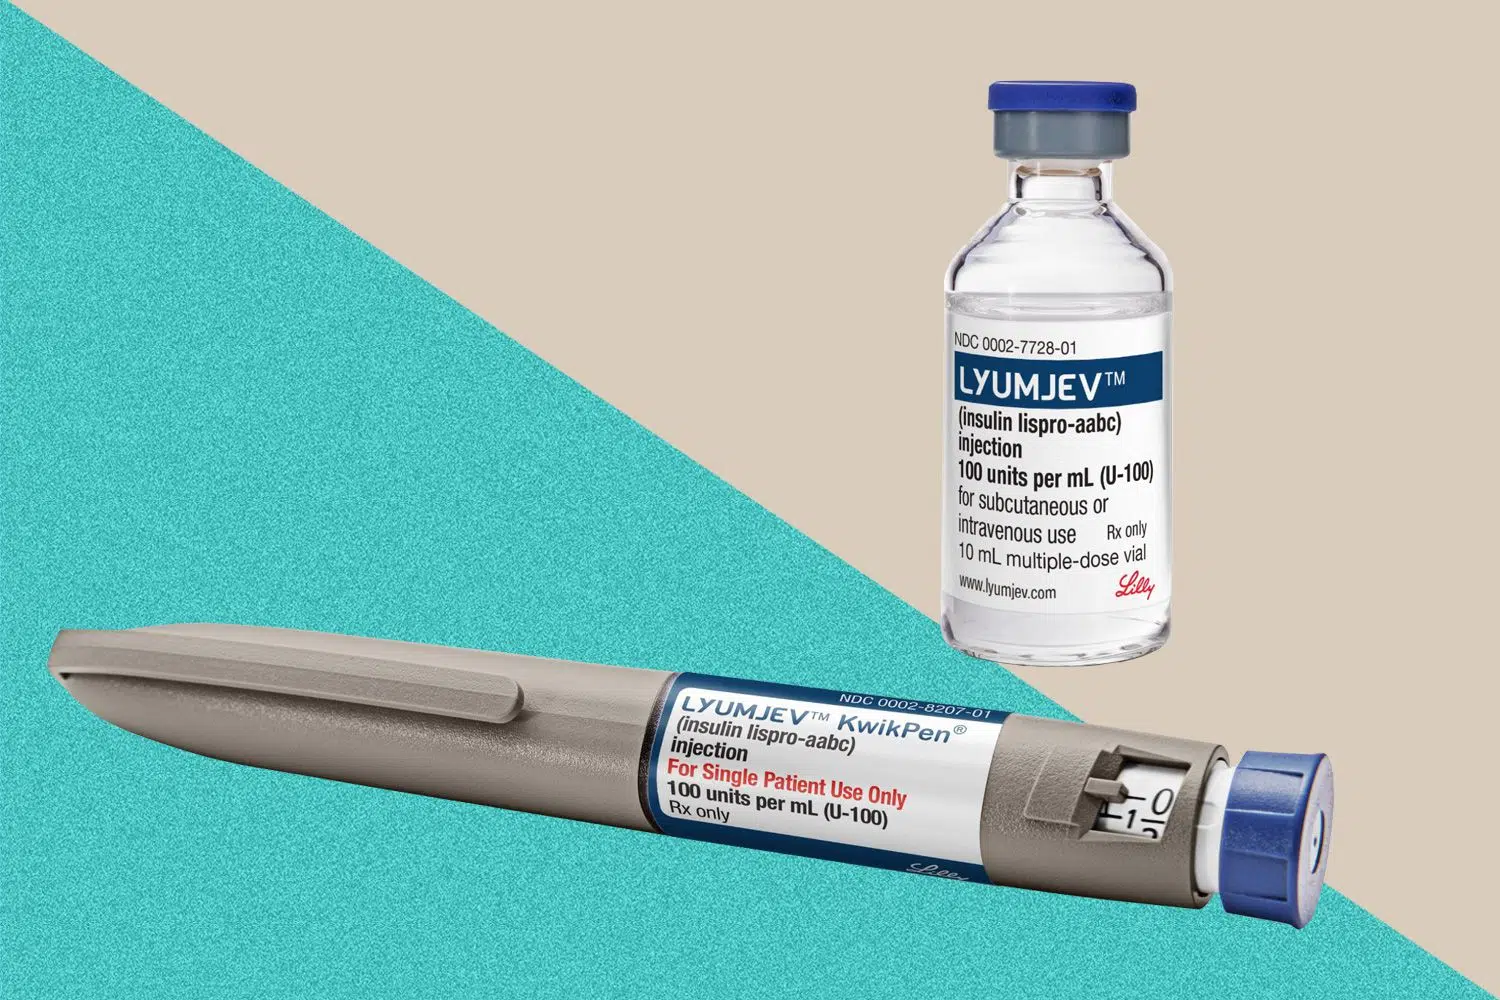 NDC 0002-7728-01
LYUMJEV™
(insulin lispro-aabc)
injection
100 units per mL (U-100)
for subcutaneous or
intravenous use Rx only
10 mL multiple-dose vial
www.lyumjev.com Lilly
NDC 0002-8207-01
LYUMJEV™ KwikPen®
(insulin lispro-aabc)
injection
For Single Patient Use Only
100 units per mL (U-100)
Rx only
Lilly
0
1